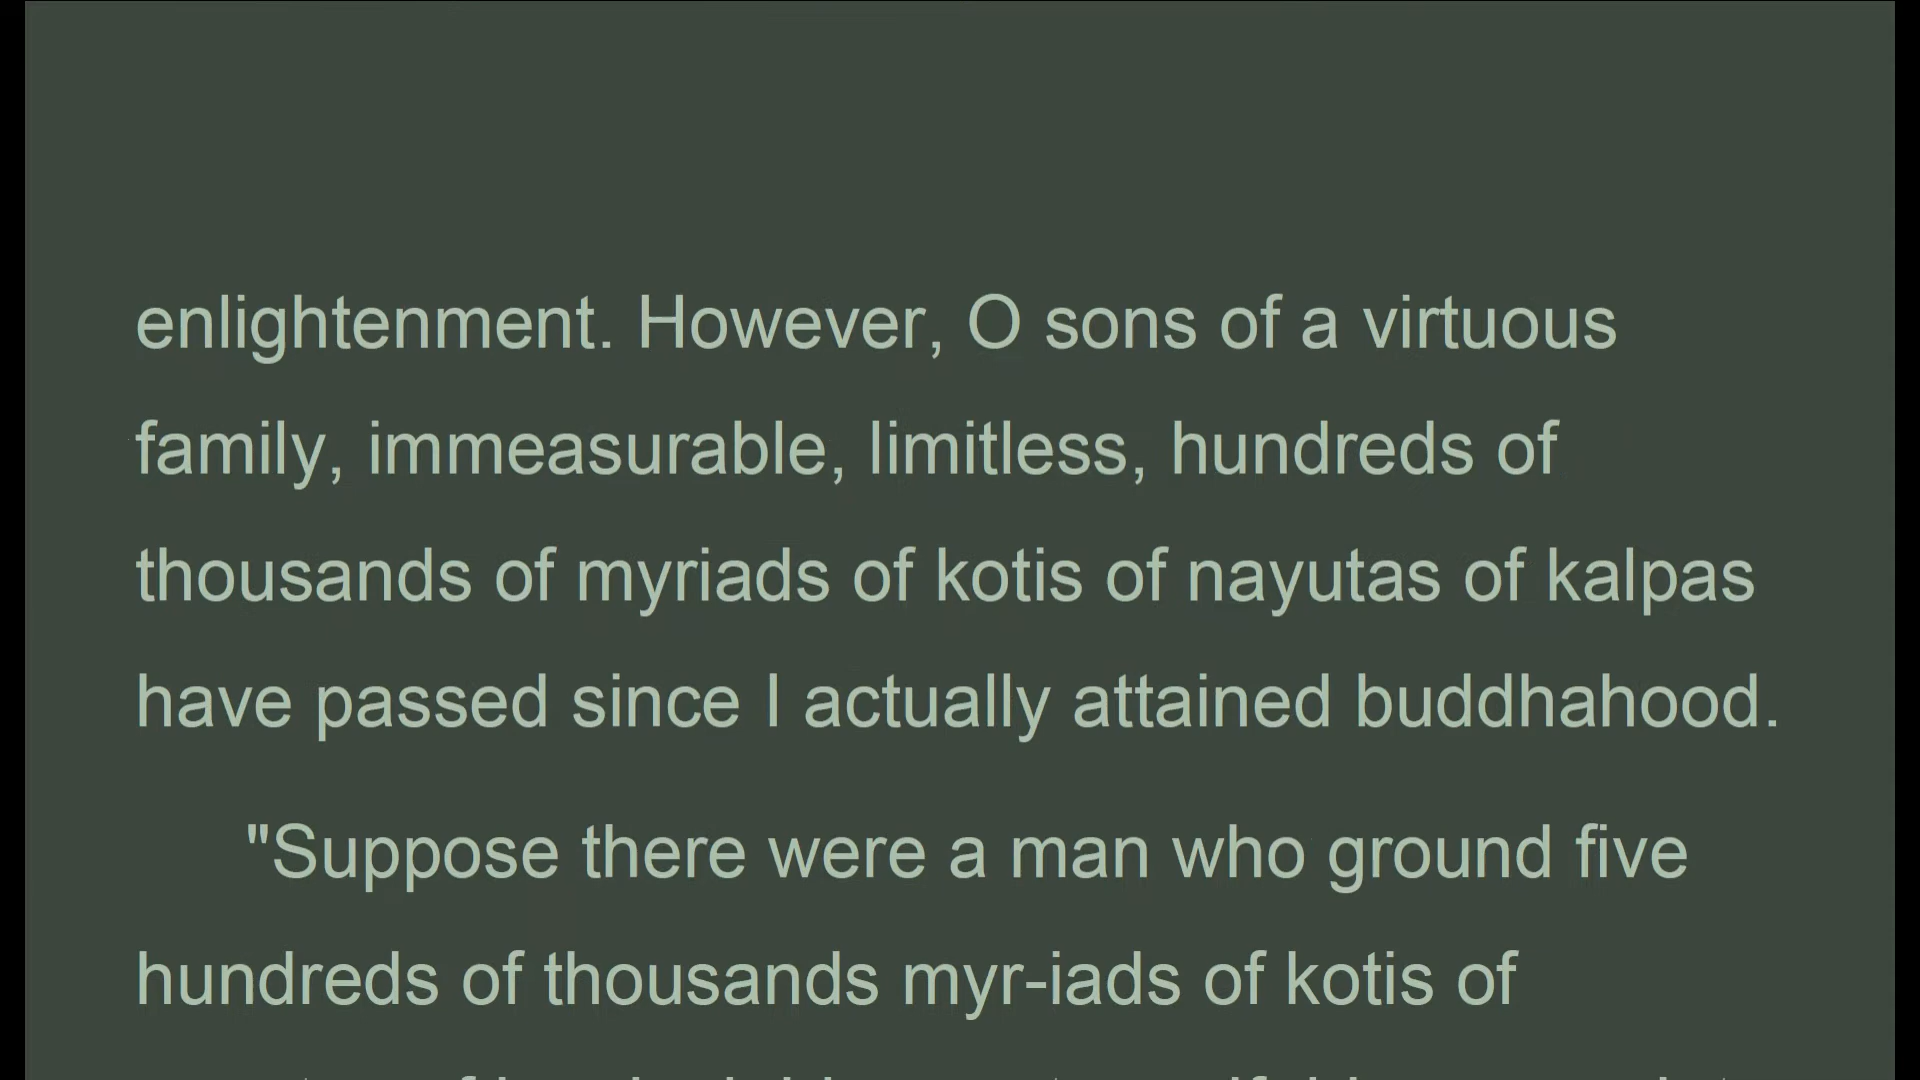 enlightenment. However, O sons of a virtuous
family, immeasurable, limitless, hundreds of
thousands of myriads of kotis of nayutas of kalpas
have passed since I actually attained buddhahood.
"Suppose there were a man who ground five
hundreds of thousands myr-iads of kotis of